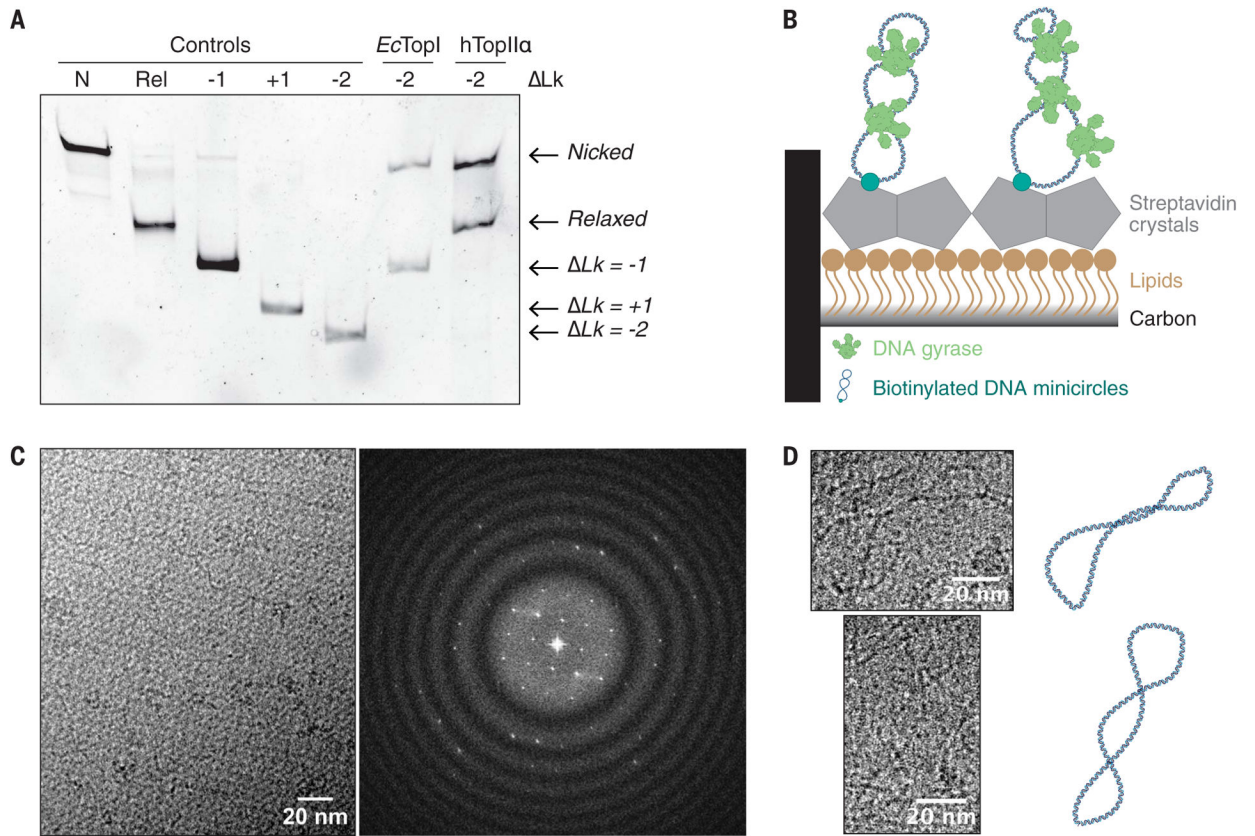 A
Controls
EcTopI
hTopIIα
N
Rel
-1
+1
-2
-2
-2
ΔLk
Nicked
Relaxed
ΔLk = -1
ΔLk = +1
ΔLk = -2
B
Streptavidin
crystals
Lipids
Carbon
DNA gyrase
Biotinylated DNA minicircles
C
20 nm
D
20 nm
20 nm